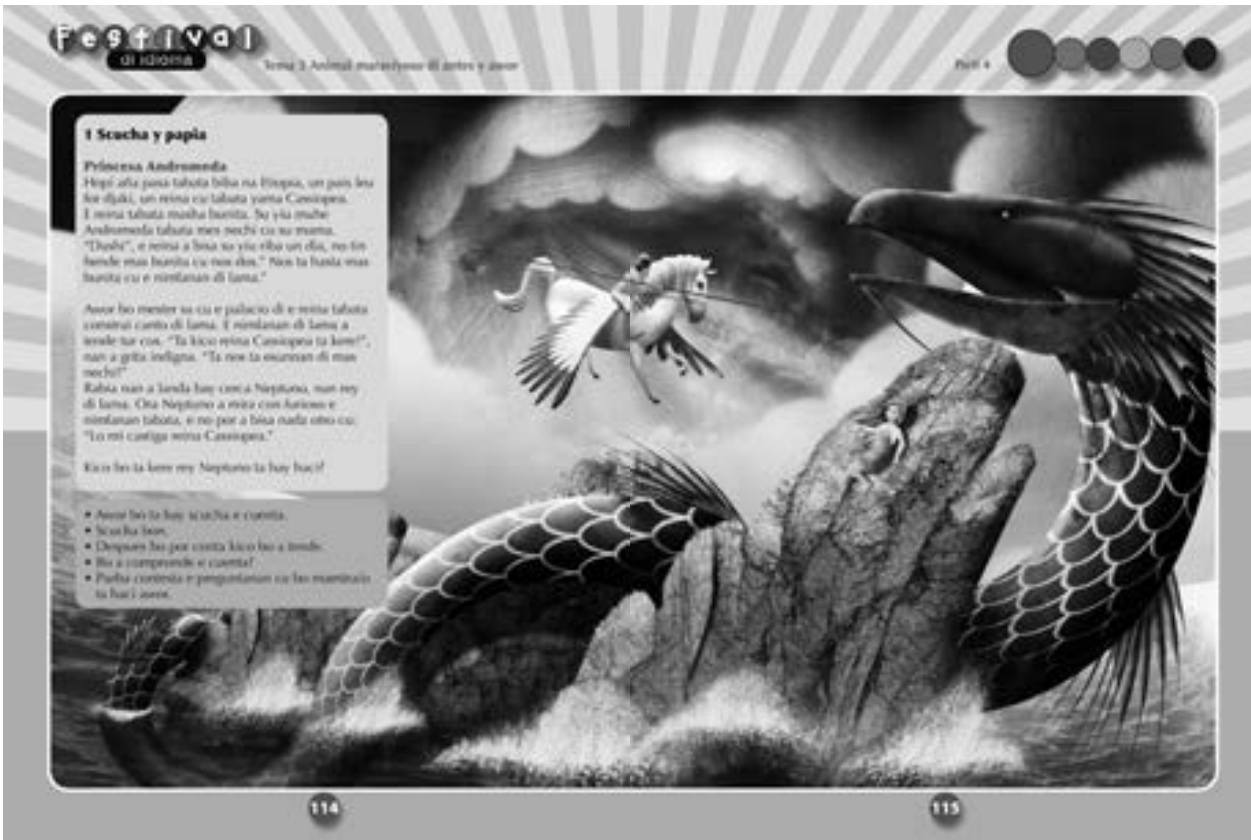 Festival
di idioma
Tema 3 Animal maraviyoso di antes y awor
Parti 4
1 Scucha y papia
Princesa Andromeda
Hopi aña pasa tabata biba na Etiopia, un pais leu
for djaki, un reina cu tabata yama Cassiopea.
E reina tabata masha bunita. Su yiu muhe
Andromeda tabata mes nechi cu su mama.
"Dushi", e reina a bisa su yiu riba un dia, no tin
hende mas bunita cu nos dos." Nos ta hasta mas
bunita cu e nimfanan di lama."
Awor bo mester sa cu e palacio di e reina tabata
construi canto di lama. E nimfanan di lama a
tende tur cos. "Ta kico reina Cassiopea ta kere!",
nan a grita indigna. "Ta nos ta esunnan di mas
nechi!"
Rabia nan a landa bay cerca Neptuno, nan rey
di lama. Ora Neptuno a mira con furioso e
nimfanan tabata, e no por a bisa nada otro cu:
"Lo mi castiga reina Cassiopea."
Kico bo ta kere rey Neptuno ta bay haci?
• Awor bo ta bay scucha e cuenta.
• Scucha bon.
• Despues bo por conta kico bo a tende.
• Bo a comprende e cuenta?
• Purba contesta e preguntanan cu bo maestra/o
ta haci awor.
114
115